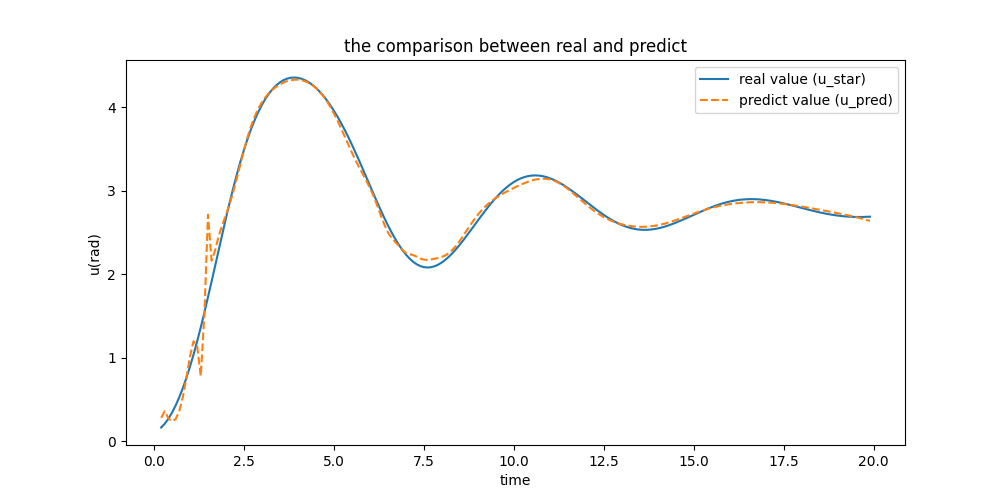 the comparison between real and predict
real value (u_star)
predict value (u_pred)
4
3
2
1
0
u(rad)
0.0 2.5 5.0 7.5 10.0 12.5 15.0 17.5 20.0
time